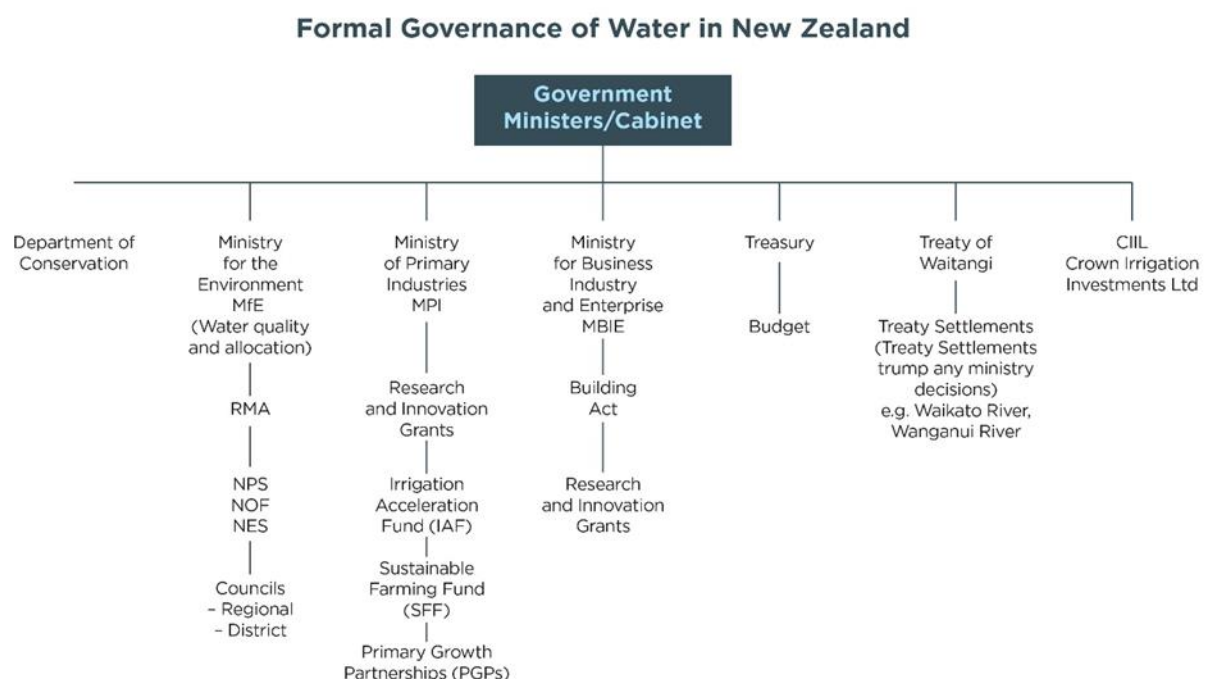 Formal Governance of Water in New Zealand
Government
Ministers/Cabinet
Department of
Conservation
Ministry
for the
Environment
MfE
(Water quality
and allocation)
RMA
NPS
NOF
NES
Councils
– Regional
– District
Ministry
of Primary
Industries
MPI
Research
and Innovation
Grants
Irrigation
Acceleration
Fund (IAF)
Sustainable
Farming Fund
(SFF)
Primary Growth
Partnerships (PGPs)
Ministry
for Business
Industry
and Enterprise
MBIE
Building
Act
Research
and Innovation
Grants
Treasury
Budget
Treaty of
Waitangi
Treaty Settlements
(Treaty Settlements
trump any ministry
decisions)
e.g. Waikato River,
Wanganui River
CIIL
Crown Irrigation
Investments Ltd